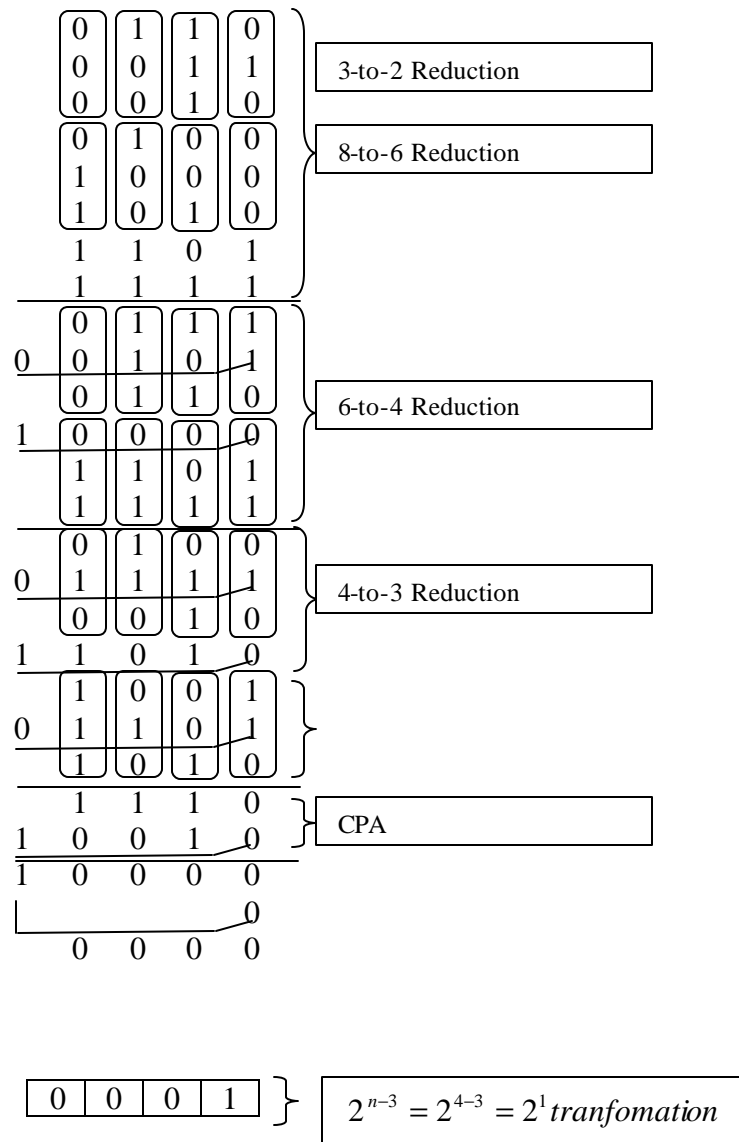 0 1 1 0
0 0 1 1
3-to-2 Reduction
0 0 1 0
0 1 0 0
8-to-6 Reduction
1 0 0 0
1 0 1 0
1 1 0 1
1 1 1 1
0 1 1 1
0 0 1 0 1
0 1 1 0
6-to-4 Reduction
1 0 0 0 0
1 1 0 1
1 1 1 1
0 1 0 0
0 1 1 1 1
4-to-3 Reduction
0 0 1 0
1 1 0 1 0
1 0 0 1
0 1 1 0 1
1 0 1 0
1 1 1 0
CPA
1 0 0 1 0
1 0 0 0 0
0
0 0 0 0
0 0 0 1
2^{n-3} = 2^{4-3} = 2^1 tranfomation